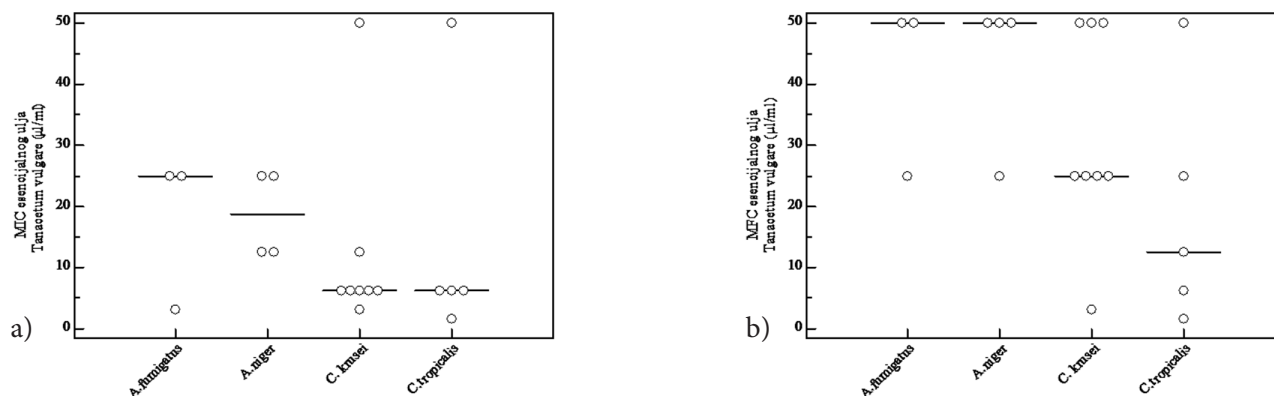 MIC esencijalnog ulja
Tanacetum vulgare (µl/ml)
50
40
30
20
10
0
A.fumigatus
A.niger
C. krusei
C.tropicalis
a)
MFC esencijalnog ulja
Tanacetum vulgare (µl/ml)
50
40
30
20
10
0
A.fumigatus
A.niger
C. krusei
C.tropicalis
b)